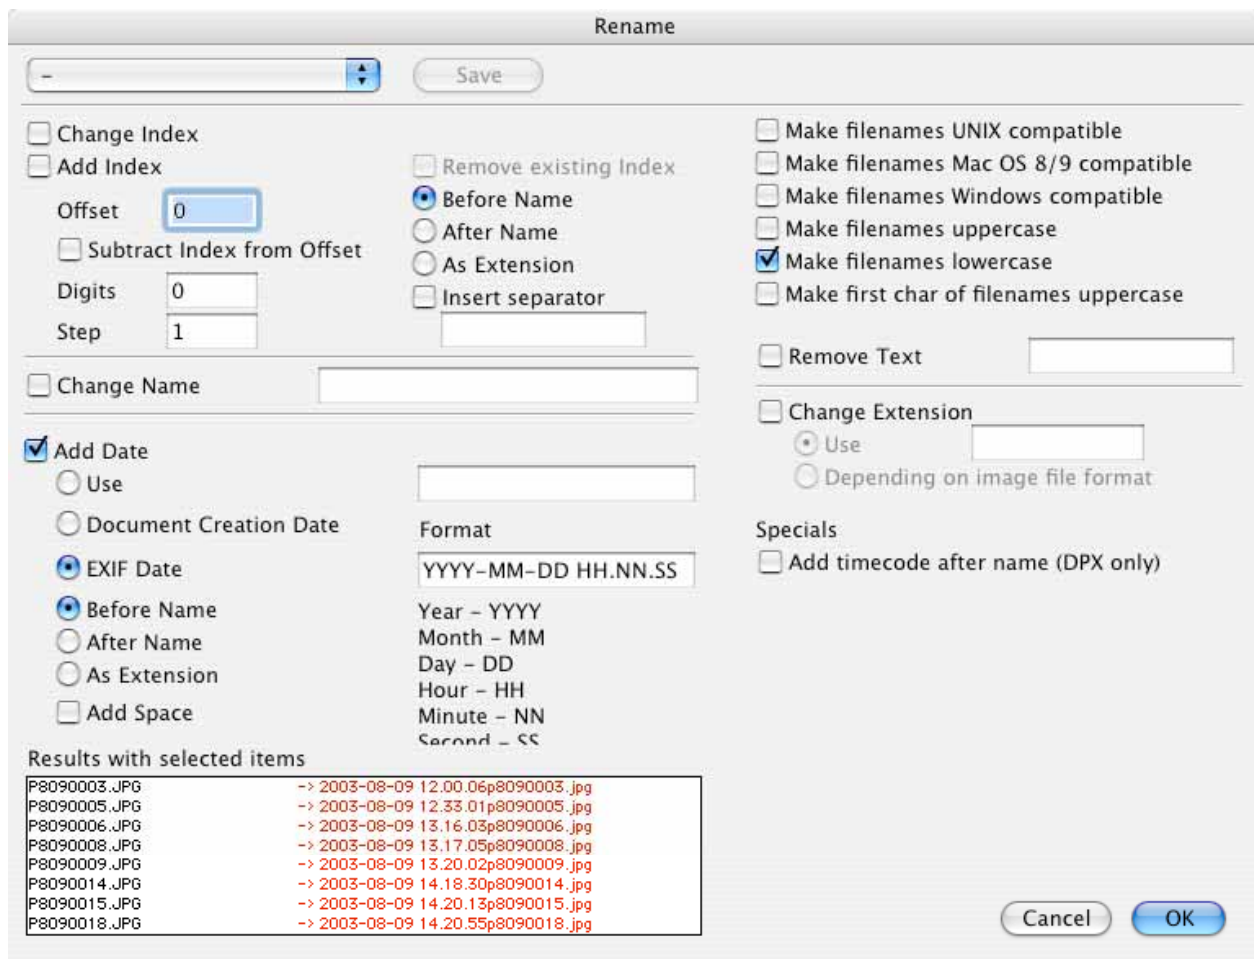 Rename
-
Save
Change Index
Add Index
Offset 0
Subtract Index from Offset
Digits 0
Step 1
Remove existing Index
Before Name
After Name
As Extension
Insert separator
Change Name
Add Date
Use
Document Creation Date
EXIF Date
Before Name
After Name
As Extension
Add Space
Format
YYYY-MM-DD HH.NN.SS
Year - YYYY
Month - MM
Day - DD
Hour - HH
Minute - NN
Second - SS
Make filenames UNIX compatible
Make filenames Mac OS 8/9 compatible
Make filenames Windows compatible
Make filenames uppercase
Make filenames lowercase
Make first char of filenames uppercase
Remove Text
Change Extension
Use
Depending on image file format
Specials
Add timecode after name (DPX only)
Results with selected items
P8090003.JPG -> 2003-08-09 12.00.06p8090003.jpg
P8090005.JPG -> 2003-08-09 12.33.01p8090005.jpg
P8090006.JPG -> 2003-08-09 13.16.03p8090006.jpg
P8090008.JPG -> 2003-08-09 13.17.05p8090008.jpg
P8090009.JPG -> 2003-08-09 13.20.02p8090009.jpg
P8090014.JPG -> 2003-08-09 14.18.30p8090014.jpg
P8090015.JPG -> 2003-08-09 14.20.13p8090015.jpg
P8090018.JPG -> 2003-08-09 14.20.55p8090018.jpg
Cancel
OK